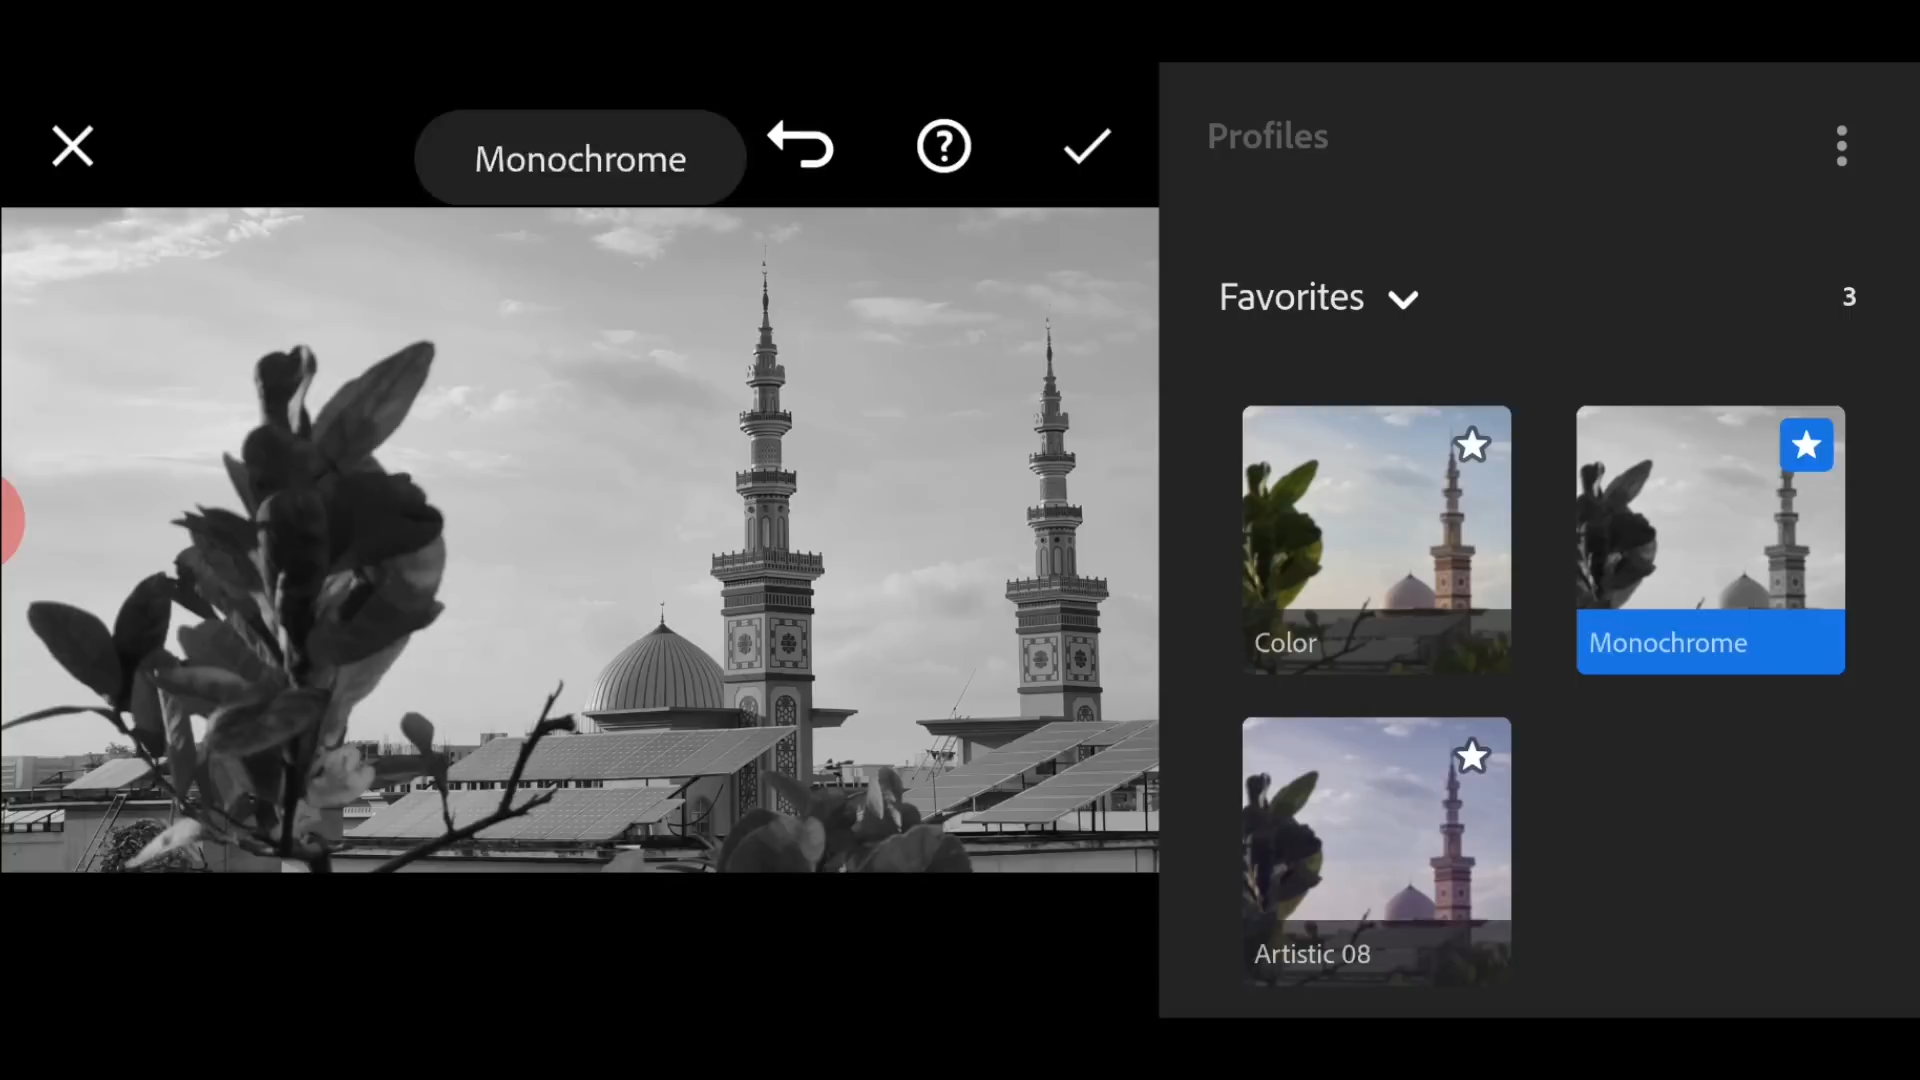 Monochrome
Profiles
Favorites
3
Color
Monochrome
Artistic 08